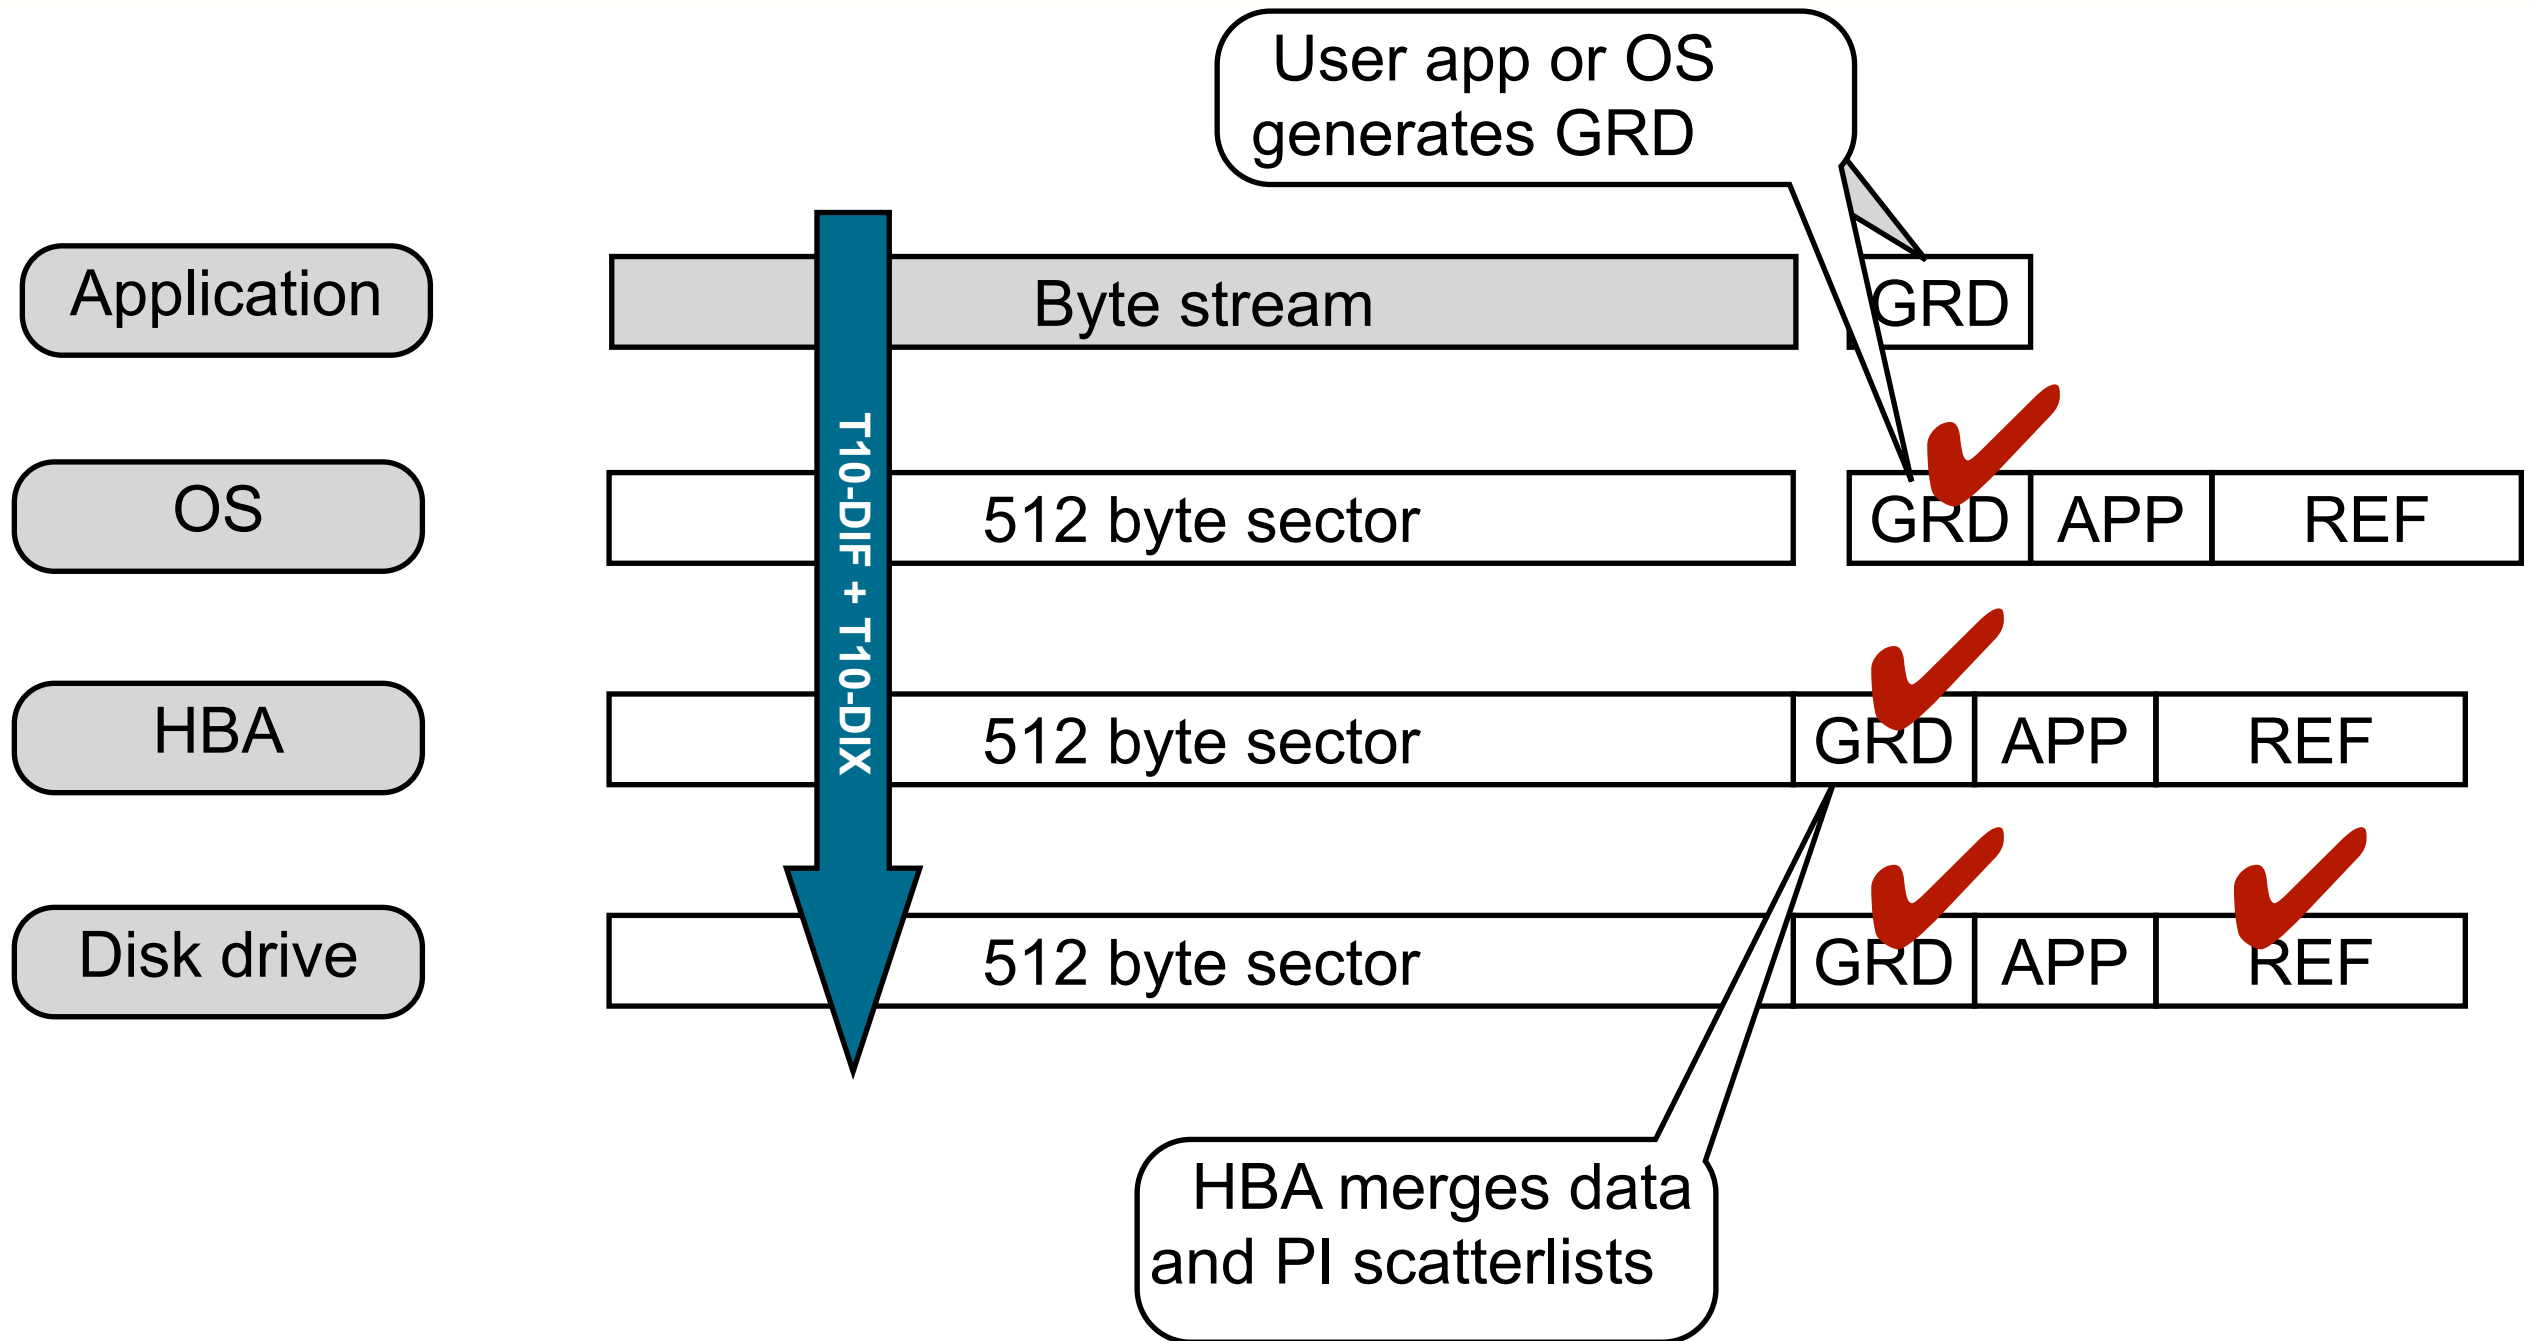 User app or OS
generates GRD
Application
Byte stream
GRD
T10-DIF + T10-DIX
OS
512 byte sector
GRD
APP
REF
HBA
512 byte sector
GRD
APP
REF
Disk drive
512 byte sector
GRD
APP
REF
HBA merges data
and PI scatterlists